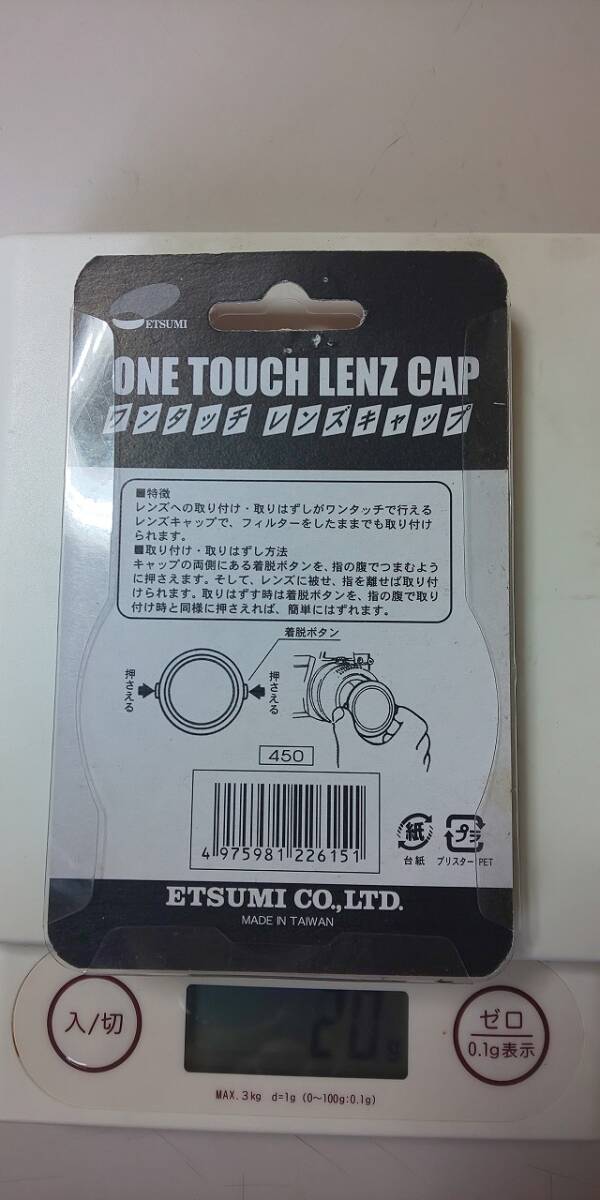 ETSUMI
ONE TOUCH LENZ CAP
ワンタッチ レンズキャップ
■特徴
レンズへの取り付け・取りはずしがワンタッチで行える
レンズキャップで、フィルターをしたままでも取り付け
られます。
■取り付け・取りはずし方法
キャップの両側にある着脱ボタンを、指の腹でつまむよう
に押さえます。そして、レンズに被せ、指を離せば取り付
けられます。取りはずす時は着脱ボタンを、指の腹で取り
付け時と同様に押さえれば、簡単にはずれます。
着脱ボタン
押さえる
押さえる
450
4 975981 226151
紙
台紙
プラ
ブリスター PET
ETSUMI CO.,LTD.
MADE IN TAIWAN
入/切
20 g
ゼロ
0.1g表示
MAX. 3kg d=1g (0〜100g:0.1g)